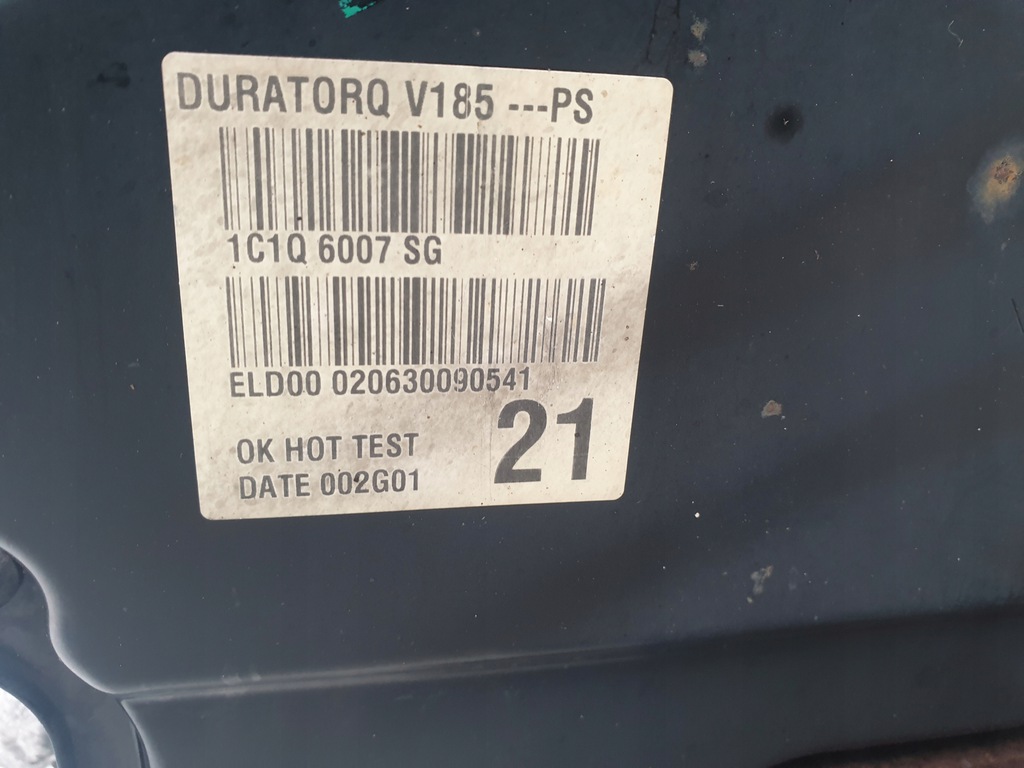 DURATORQ V185 ---PS
1C1Q 6007 SG
ELD00 020630090541
OK HOT TEST
DATE 002G01
21